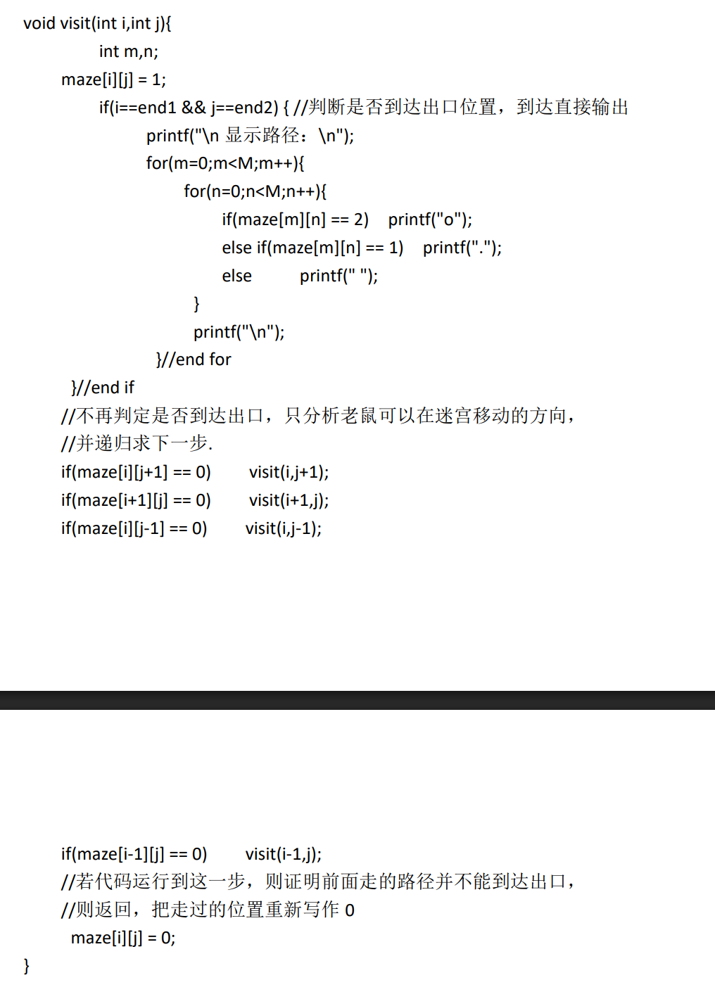 void visit(int i,int j){
int m,n;
maze[i][j] = 1;
if(i==end1 && j==end2) { //判断是否到达出口位置，到达直接输出
printf("\n 显示路径：\n");
for(m=0;m<M;m++){
for(n=0;n<M;n++){
if(maze[m][n] == 2) printf("o");
else if(maze[m][n] == 1) printf(".");
else printf(" ");
}
printf("\n");
}//end for
}//end if
//不再判定是否到达出口，只分析老鼠可以在迷宫移动的方向，
//并递归求下一步.
if(maze[i][j+1] == 0) visit(i,j+1);
if(maze[i+1][j] == 0) visit(i+1,j);
if(maze[i][j-1] == 0) visit(i,j-1);
if(maze[i-1][j] == 0) visit(i-1,j);
//若代码运行到这一步，则证明前面走的路径并不能到达出口，
//则返回，把走过的位置重新写作 0
maze[i][j] = 0;
}